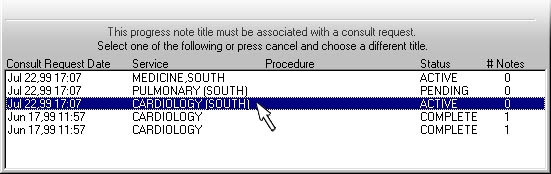 This progress note title must be associated with a consult request.
Select one of the following or press cancel and choose a different title.
Consult Request Date Service Procedure Status # Notes
Jul 22,99 17:07 MEDICINE,SOUTH ACTIVE 0
Jul 22,99 17:07 PULMONARY (SOUTH) PENDING 0
Jul 22,99 17:07 CARDIOLOGY (SOUTH) ACTIVE 0
Jun 17,99 11:57 CARDIOLOGY COMPLETE 1
Jun 17,99 11:57 CARDIOLOGY COMPLETE 1